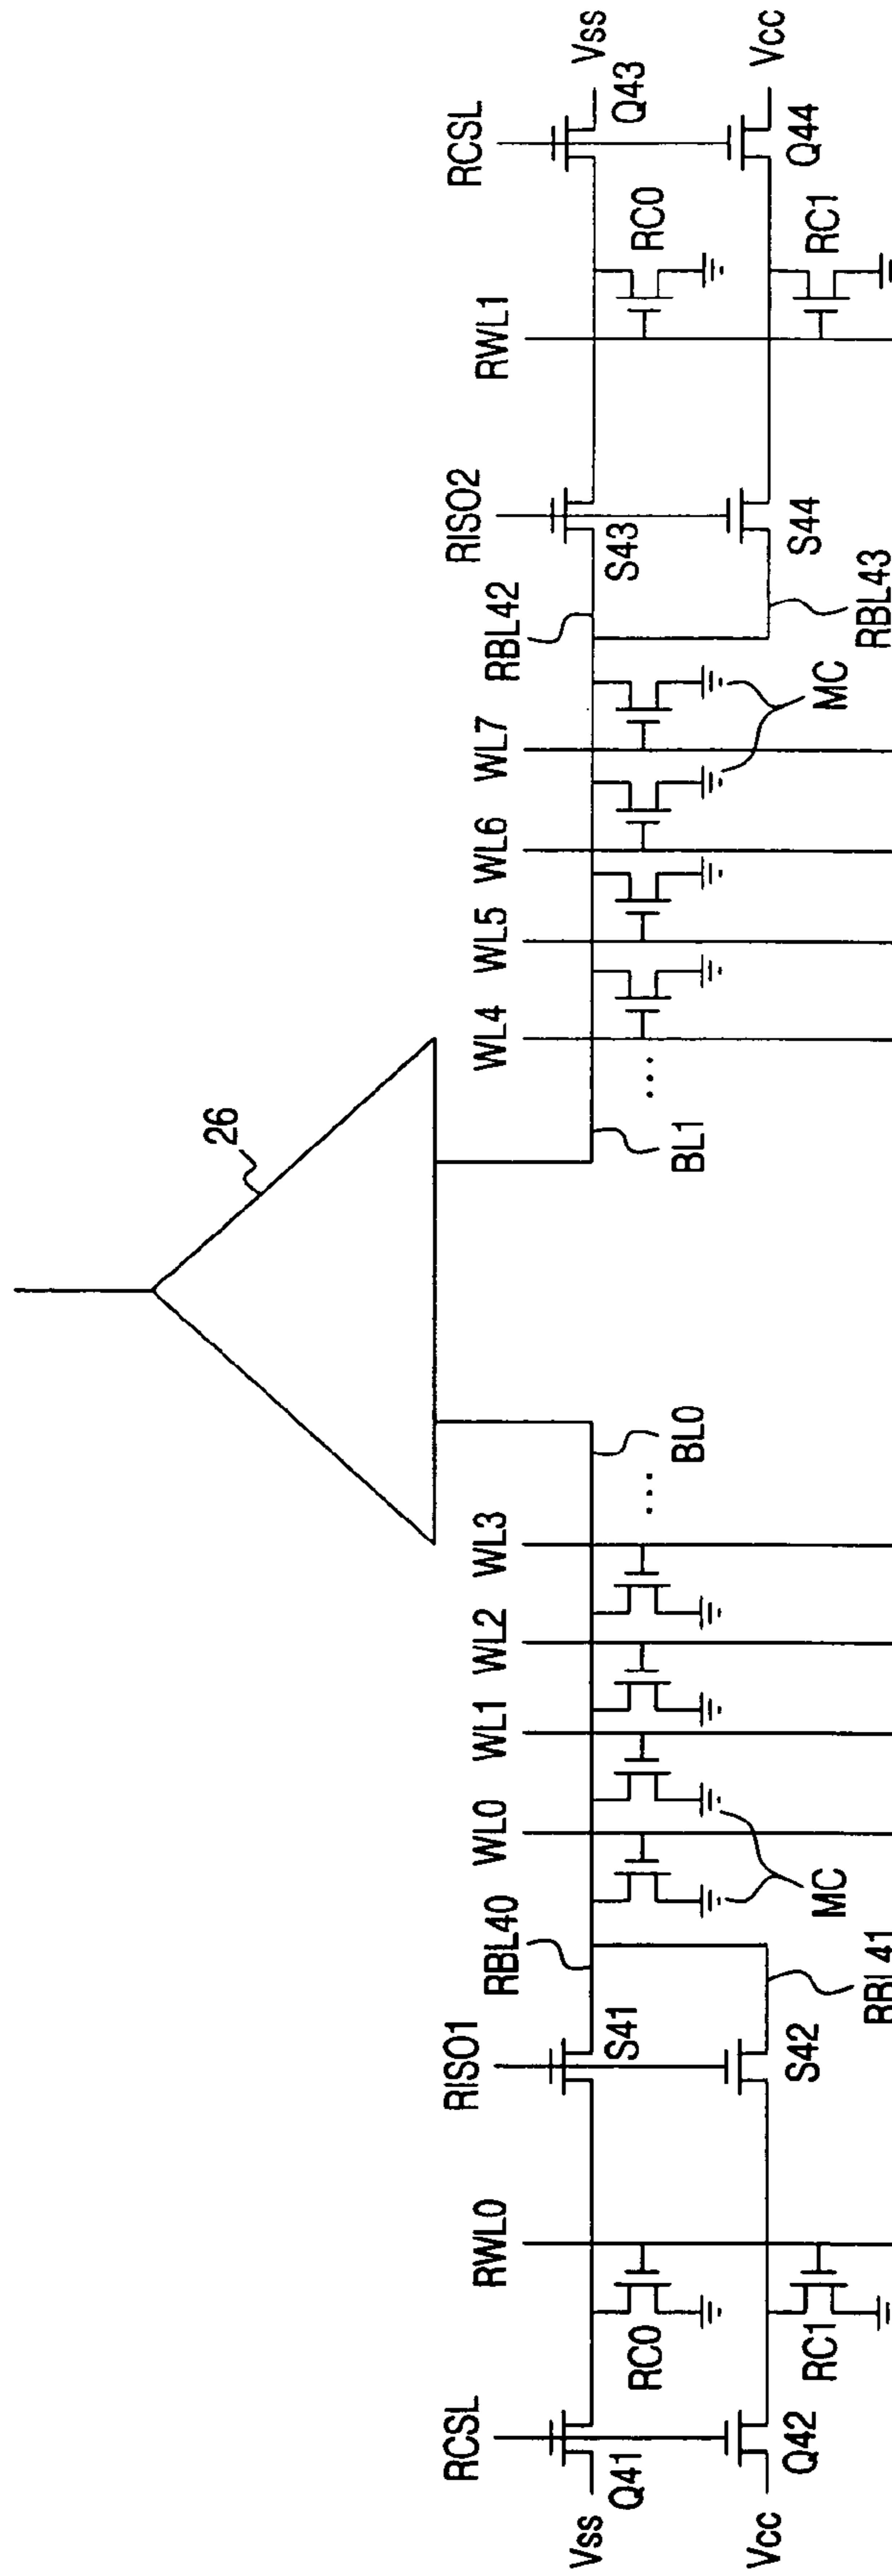 26
RCSL
RWL0
RISO1
RBL40
WL0
WL1
WL2
WL3
WL4
WL5
WL6
WL7
RBL42
RISO2
RWL1
RCSL
Vss
Q41
RC0
S41
...
BL0
BL1
....
S43
RC0
Q43
Vss
Vcc
Q42
RC1
S42
RBL41
MC
MC
RBL43
S44
RC1
Q44
Vcc